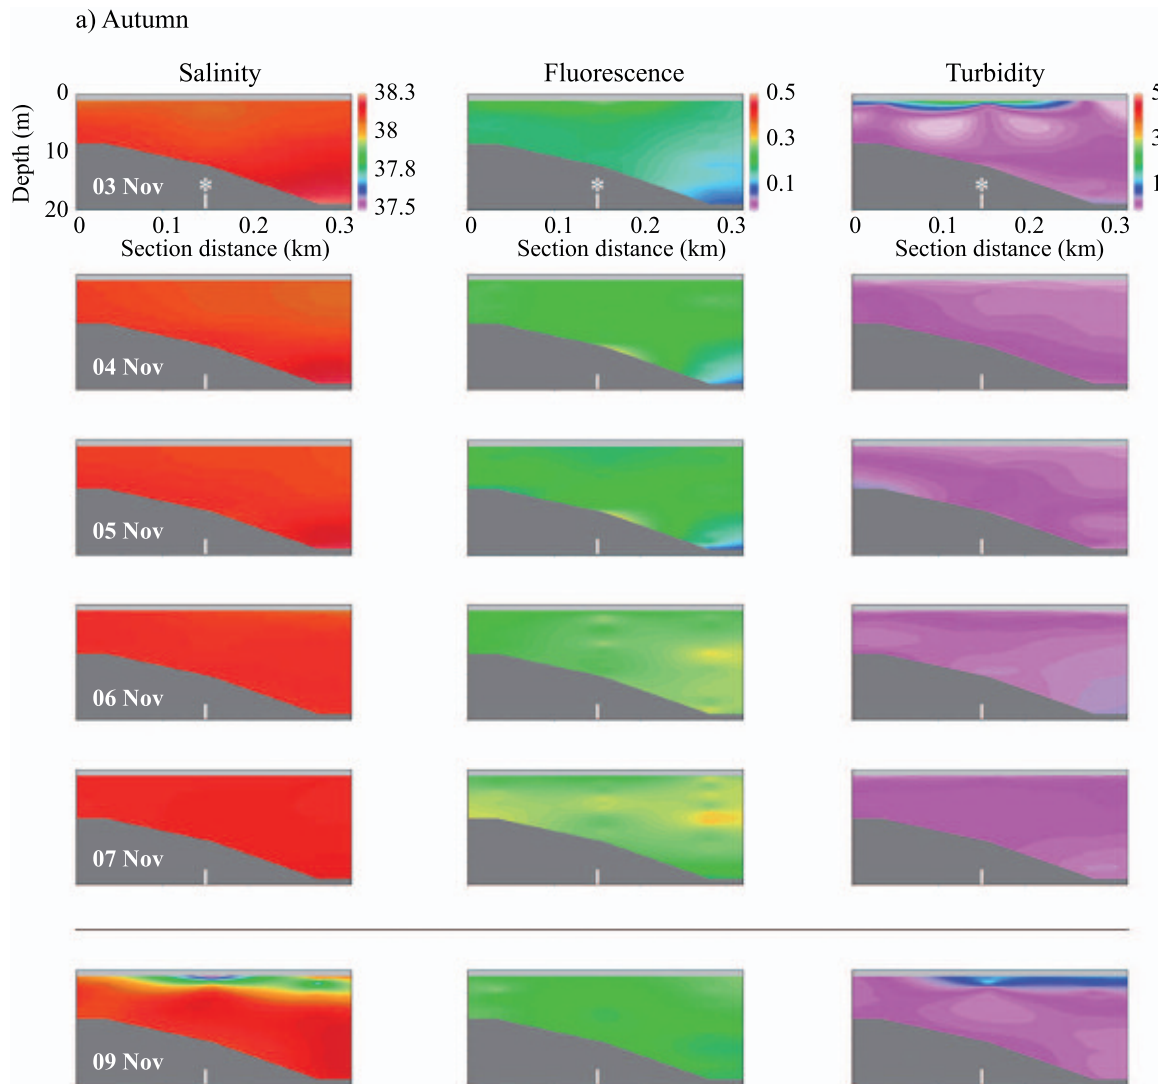 a) Autumn
Salinity
Fluorescence
Turbidity
Depth (m)
0
10
20
03 Nov
*
*
*
38.3
38
37.8
37.5
0.5
0.3
0.1
5
3
1
0 0.1 0.2 0.3
0 0.1 0.2 0.3
0 0.1 0.2 0.3
Section distance (km)
Section distance (km)
Section distance (km)
04 Nov
05 Nov
06 Nov
07 Nov
09 Nov